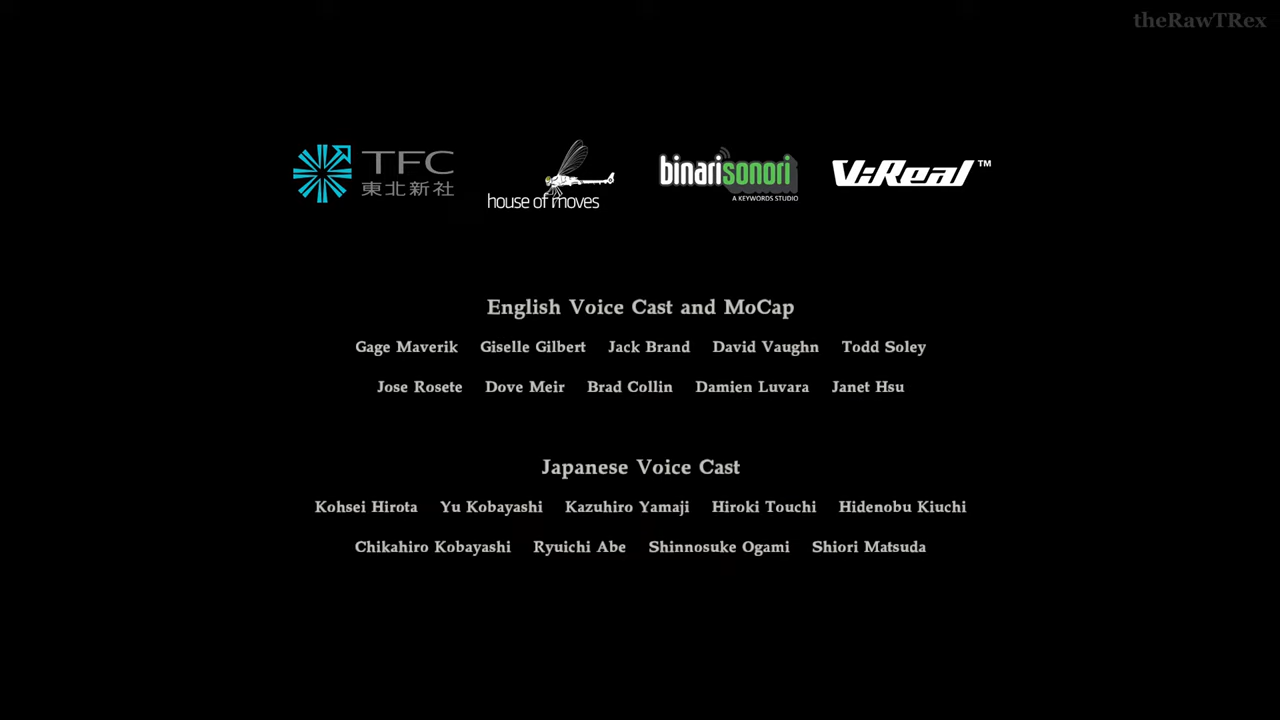 theRawTRex
TFC
東北新社
house of moves
binarisonori
A KEYWORDS STUDIO
V:Real™
English Voice Cast and MoCap
Gage Maverik Giselle Gilbert Jack Brand David Vaughn Todd Soley
Jose Rosete Dove Meir Brad Collin Damien Luvara Janet Hsu
Japanese Voice Cast
Kohsei Hirota Yu Kobayashi Kazuhiro Yamaji Hiroki Touchi Hidenobu Kiuchi
Chikahiro Kobayashi Ryuichi Abe Shinnosuke Ogami Shiori Matsuda